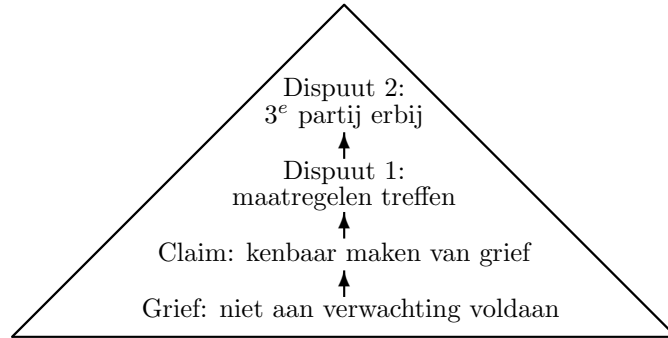 Dispuut 2:
3ᵉ partij erbij
Dispuut 1:
maatregelen treffen
Claim: kenbaar maken van grief
Grief: niet aan verwachting voldaan